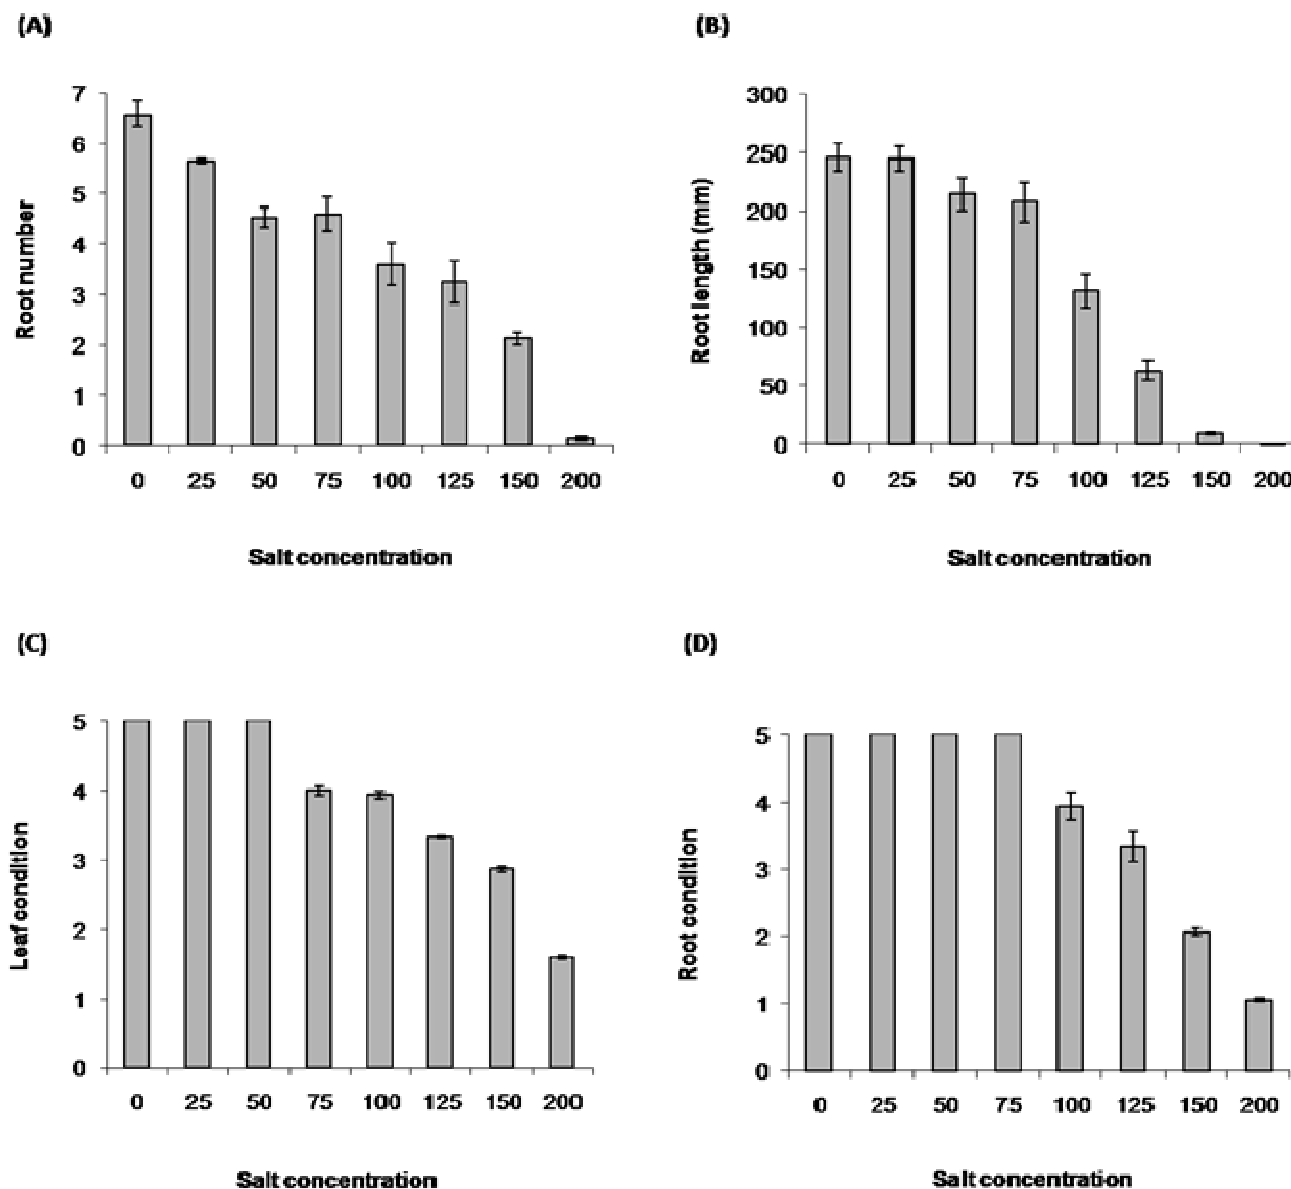 (A)
7
6
5
4
3
2
1
0
Root number
0 25 50 75 100 125 150 200
Salt concentration
(B)
300
250
200
150
100
50
0
Root length (mm)
0 25 50 75 100 125 150 200
Salt concentration
(C)
5
4
3
2
1
0
Leaf condition
0 25 50 75 100 125 150 200
Salt concentration
(D)
5
4
3
2
1
0
Root condition
0 25 50 75 100 125 150 200
Salt concentration